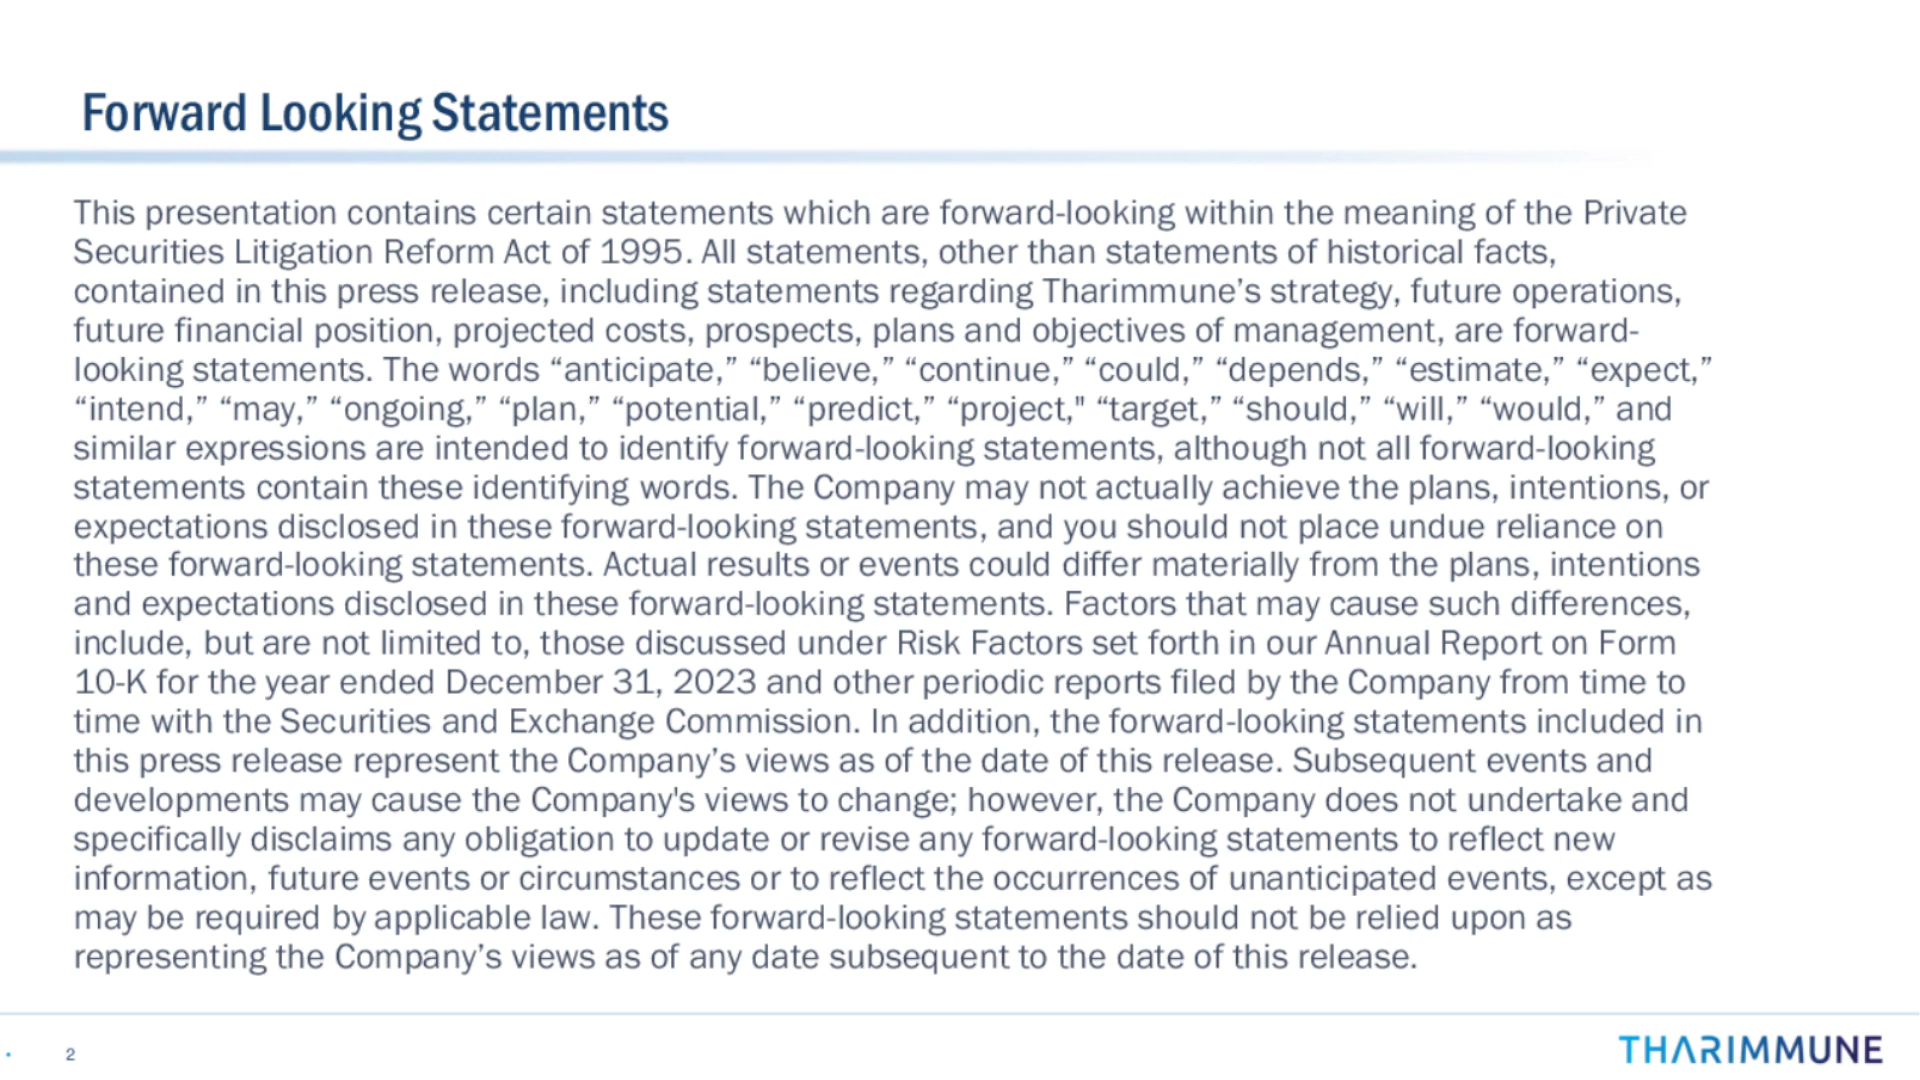 Forward Looking Statements
This presentation contains certain statements which are forward-looking within the meaning of the Private
Securities Litigation Reform Act of 1995. All statements, other than statements of historical facts,
contained in this press release, including statements regarding Tharimmune’s strategy, future operations,
future financial position, projected costs, prospects, plans and objectives of management, are forward-
looking statements. The words “anticipate,” “believe,” “continue,” “could,” “depends,” “estimate,” “expect,”
“intend,” “may,” “ongoing,” “plan,” “potential,” “predict,” “project," “target,” “should,” “will,” “would,” and
similar expressions are intended to identify forward-looking statements, although not all forward-looking
statements contain these identifying words. The Company may not actually achieve the plans, intentions, or
expectations disclosed in these forward-looking statements, and you should not place undue reliance on
these forward-looking statements. Actual results or events could differ materially from the plans, intentions
and expectations disclosed in these forward-looking statements. Factors that may cause such differences,
include, but are not limited to, those discussed under Risk Factors set forth in our Annual Report on Form
10-K for the year ended December 31, 2023 and other periodic reports filed by the Company from time to
time with the Securities and Exchange Commission. In addition, the forward-looking statements included in
this press release represent the Company’s views as of the date of this release. Subsequent events and
developments may cause the Company's views to change; however, the Company does not undertake and
specifically disclaims any obligation to update or revise any forward-looking statements to reflect new
information, future events or circumstances or to reflect the occurrences of unanticipated events, except as
may be required by applicable law. These forward-looking statements should not be relied upon as
representing the Company’s views as of any date subsequent to the date of this release.
2
THARIMMUNE